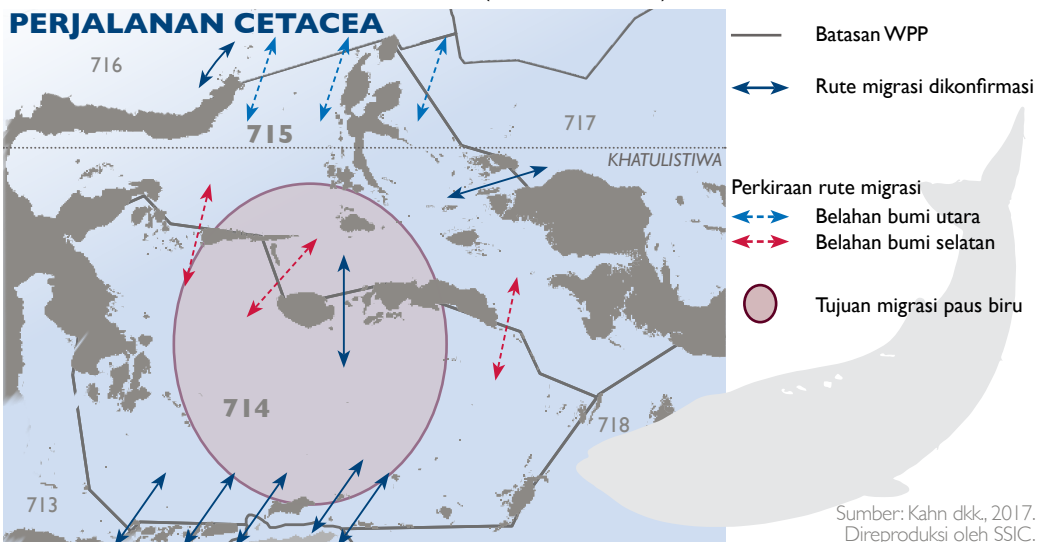 PERJALANAN CETACEA
716
715
717
KHATULISTIWA
714
718
713
Batasan WPP
Rute migrasi dikonfirmasi
Perkiraan rute migrasi
Belahan bumi utara
Belahan bumi selatan
Tujuan migrasi paus biru
Sumber: Kahn dkk., 2017.
Direproduksi oleh SSIC.